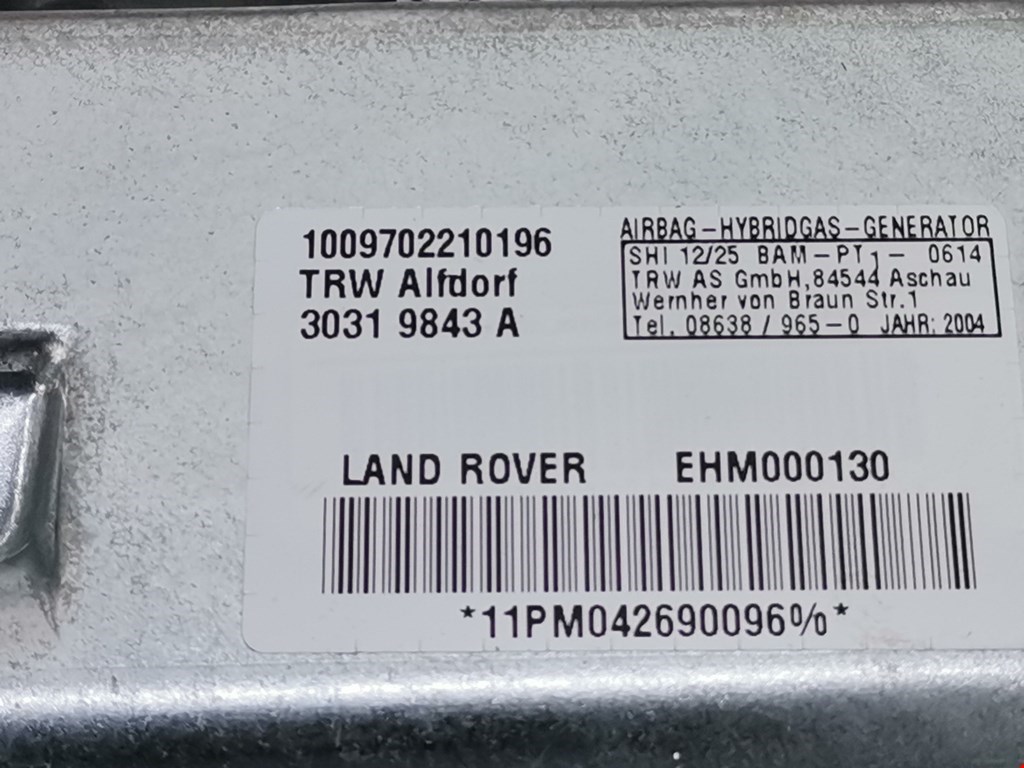 1009702210196
TRW Alfdorf
3031 9843 A
AIRBAG-HYBRIDGAS-GENERATOR
SHI 12/25 BAM-PT1- 0614
TRW AS GmbH,84544 Aschau
Wernher von Braun Str.1
Tel. 08638 / 965-0 JAHR: 2004
LAND ROVER EHM000130
*11PM042690096%*